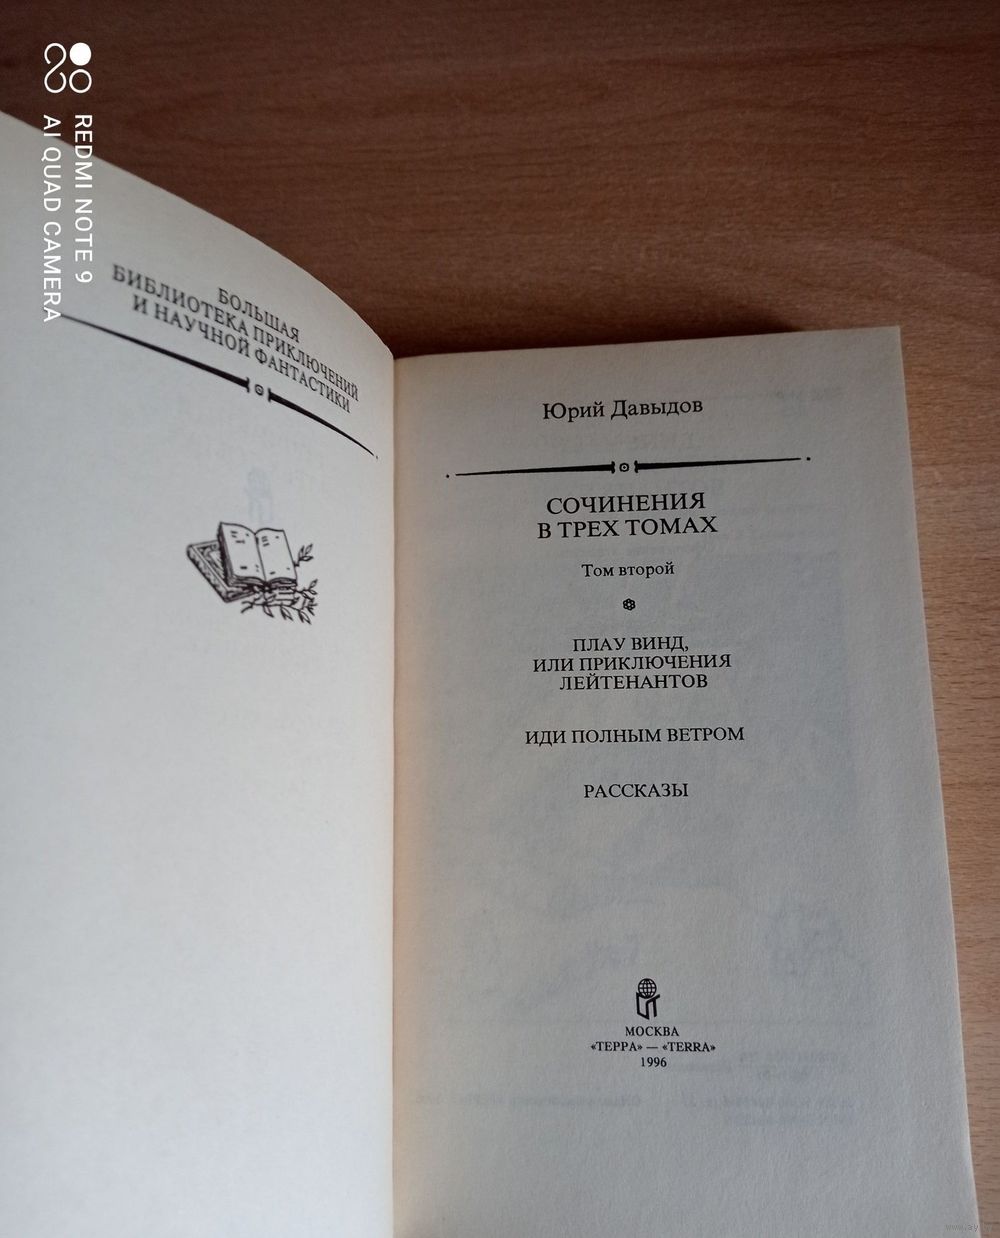 REDMI NOTE 9
AI QUAD CAMERA
БОЛЬШАЯ
БИБЛИОТЕКА ПРИКЛЮЧЕНИЙ
И НАУЧНОЙ ФАНТАСТИКИ
Юрий Давыдов
СОЧИНЕНИЯ
В ТРЕХ ТОМАХ
Том второй
ПЛАУ ВИНД,
ИЛИ ПРИКЛЮЧЕНИЯ
ЛЕЙТЕНАНТОВ
ИДИ ПОЛНЫМ ВЕТРОМ
РАССКАЗЫ
МОСКВА
«ТЕРРА» — «TERRA»
1996